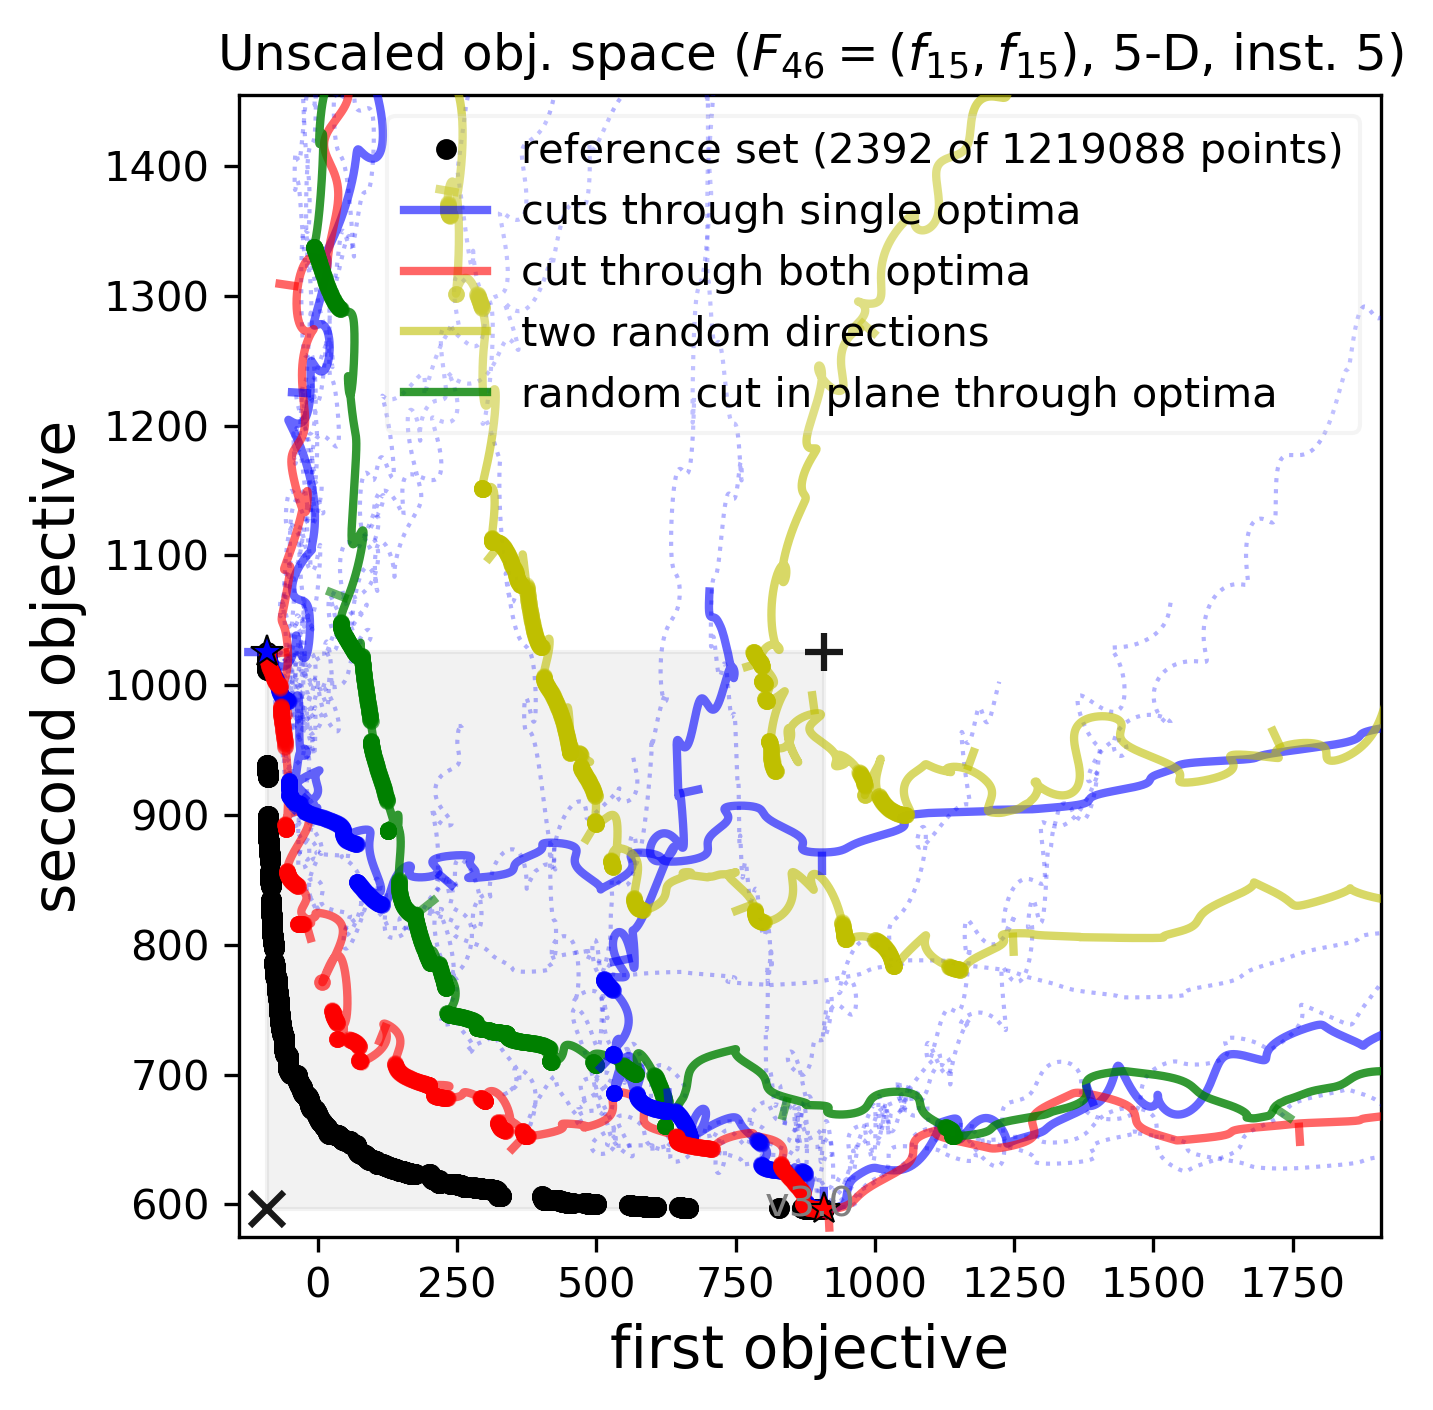 Unscaled obj. space (F₄₆ = (f₁₅, f₁₅), 5-D, inst. 5)
reference set (2392 of 1219088 points)
cuts through single optima
cut through both optima
two random directions
random cut in plane through optima
1400
1300
1200
1100
1000
900
800
700
600
second objective
v3.0
0 250 500 750 1000 1250 1500 1750
first objective